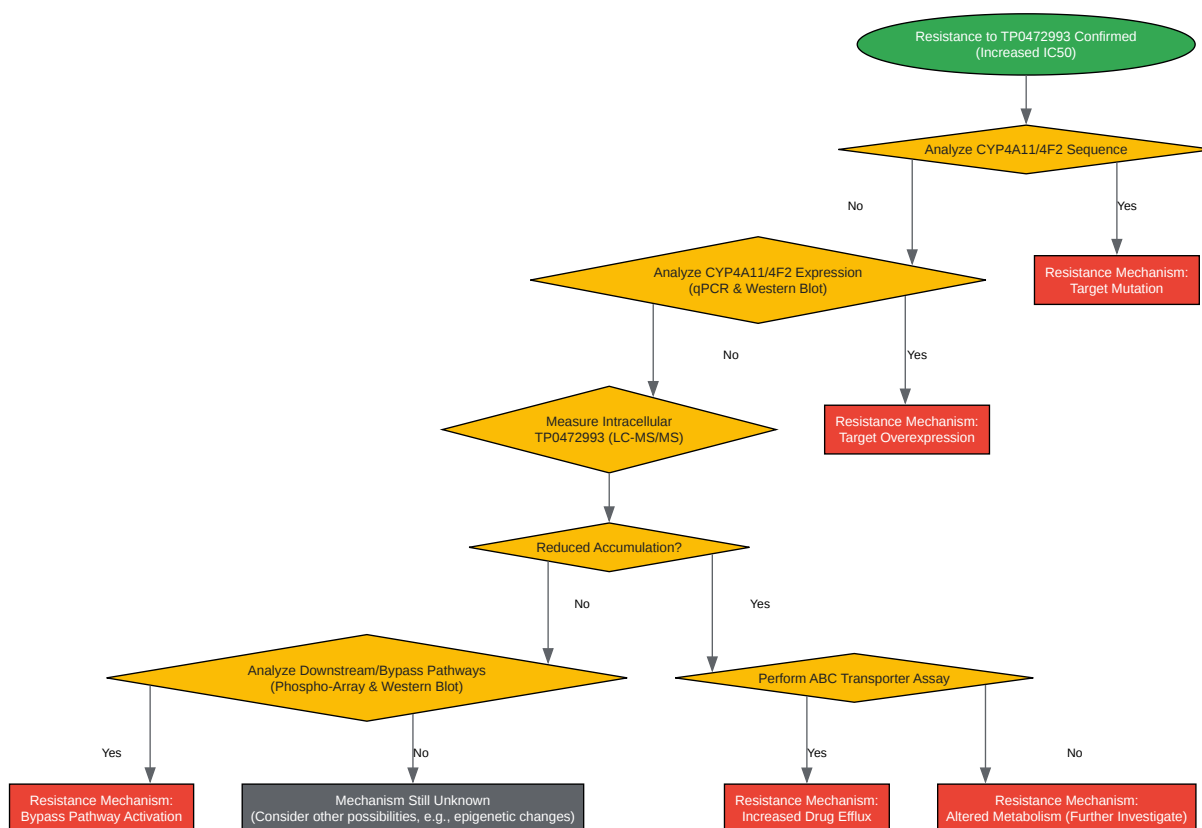 Resistance to TP0472993 Confirmed
(Increased IC50)
Analyze CYP4A11/4F2 Sequence
No
Yes
Analyze CYP4A11/4F2 Expression
(qPCR & Western Blot)
Resistance Mechanism:
Target Mutation
No
Yes
Measure Intracellular
TP0472993 (LC-MS/MS)
Resistance Mechanism:
Target Overexpression
Reduced Accumulation?
No
Yes
Analyze Downstream/Bypass Pathways
(Phospho-Array & Western Blot)
Perform ABC Transporter Assay
Yes
No
Yes
No
Resistance Mechanism:
Bypass Pathway Activation
Mechanism Still Unknown
(Consider other possibilities, e.g., epigenetic changes)
Resistance Mechanism:
Increased Drug Efflux
Resistance Mechanism:
Altered Metabolism (Further Investigate)